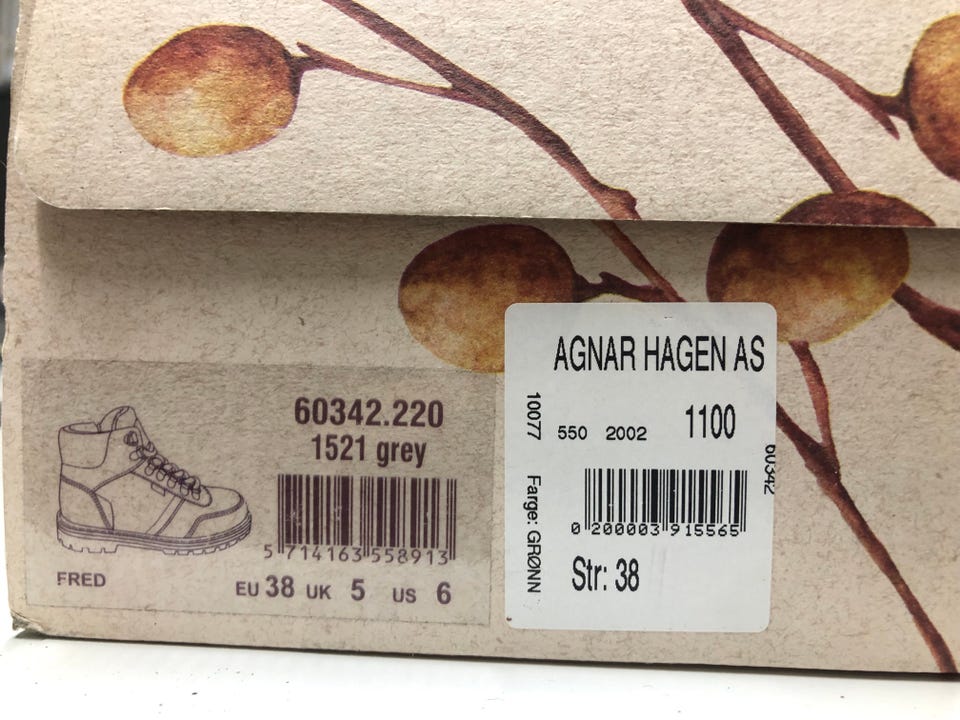 60342.220
1521 grey
5 714163 558913
FRED
EU 38 UK 5 US 6
AGNAR HAGEN AS
10077
550 2002 1100
60342
Farge: GRØNN
0 200003 915565
Str: 38